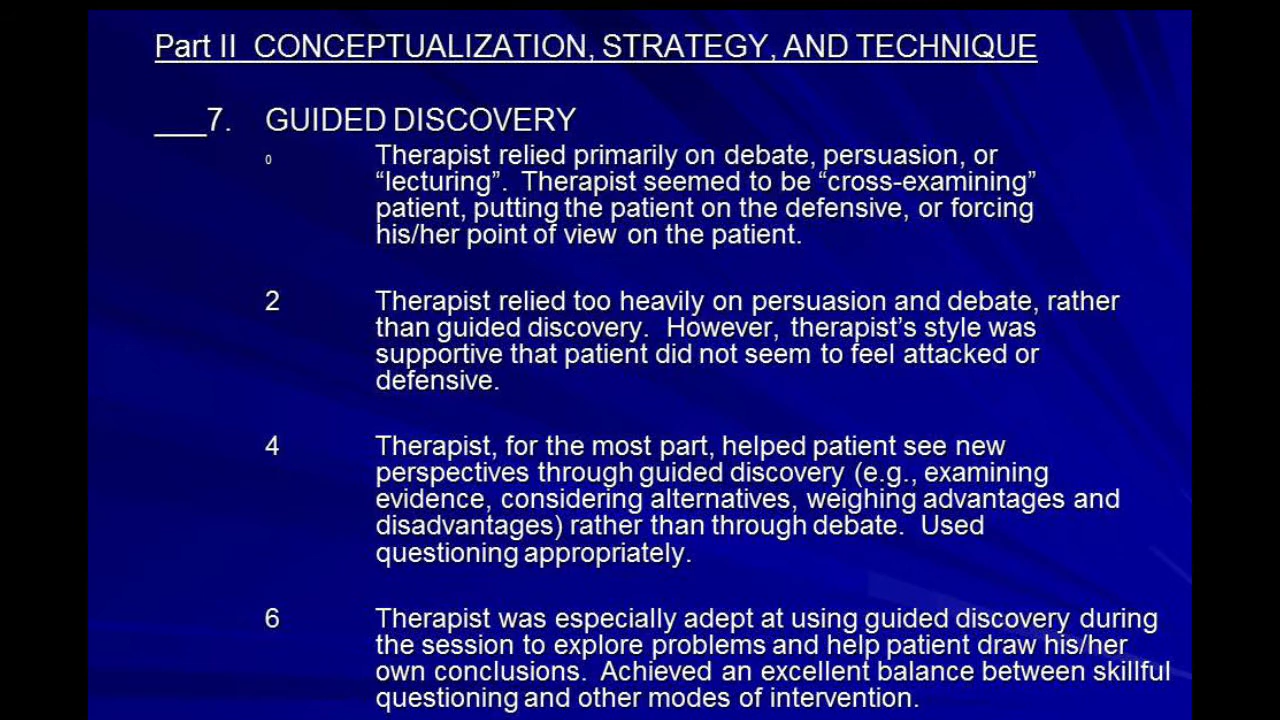 Part II  CONCEPTUALIZATION, STRATEGY, AND TECHNIQUE
___7. GUIDED DISCOVERY
0 Therapist relied primarily on debate, persuasion, or
“lecturing”.  Therapist seemed to be “cross-examining”
patient, putting the patient on the defensive, or forcing
his/her point of view on the patient.
2 Therapist relied too heavily on persuasion and debate, rather
than guided discovery.  However, therapist’s style was
supportive that patient did not seem to feel attacked or
defensive.
4 Therapist, for the most part, helped patient see new
perspectives through guided discovery (e.g., examining
evidence, considering alternatives, weighing advantages and
disadvantages) rather than through debate.  Used
questioning appropriately.
6 Therapist was especially adept at using guided discovery during
the session to explore problems and help patient draw his/her
own conclusions.  Achieved an excellent balance between skillful
questioning and other modes of intervention.